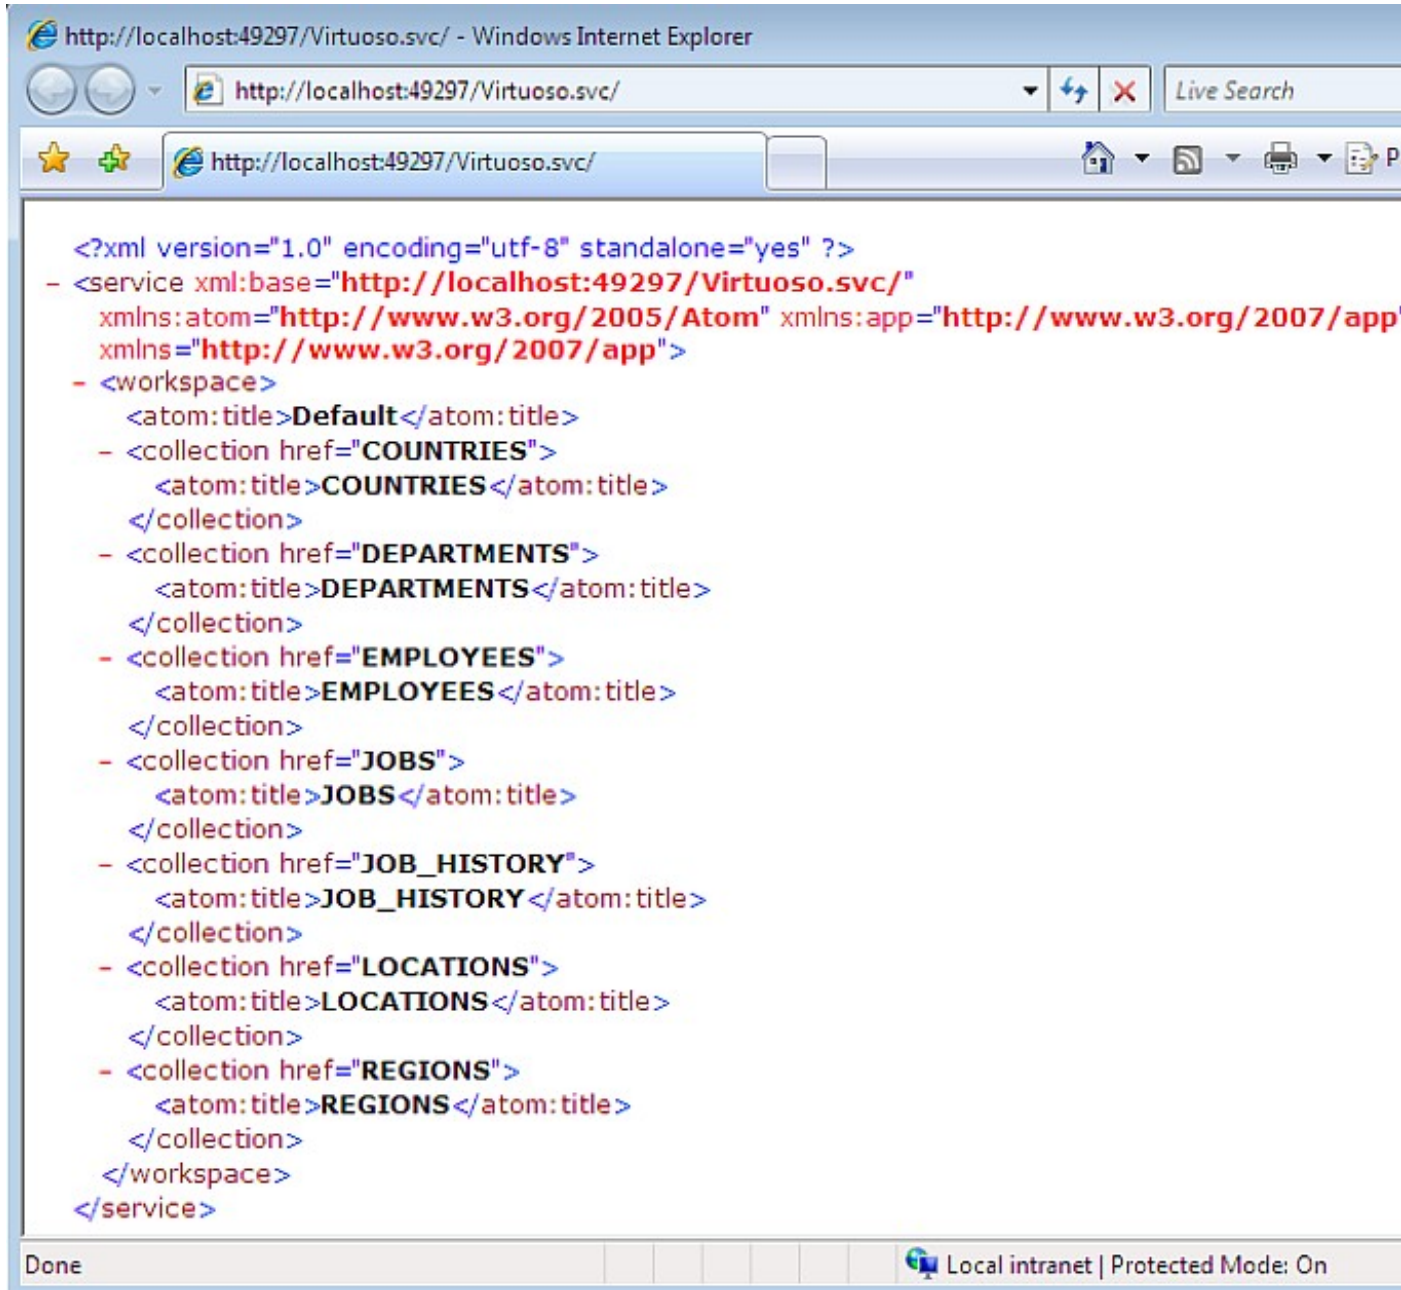 http://localhost:49297/Virtuoso.svc/ - Windows Internet Explorer
http://localhost:49297/Virtuoso.svc/
Live Search
http://localhost:49297/Virtuoso.svc/
P
<?xml version="1.0" encoding="utf-8" standalone="yes" ?>
- <service xml:base="http://localhost:49297/Virtuoso.svc/"
xmlns:atom="http://www.w3.org/2005/Atom" xmlns:app="http://www.w3.org/2007/app"
xmlns="http://www.w3.org/2007/app">
- <workspace>
<atom:title>Default</atom:title>
- <collection href="COUNTRIES">
<atom:title>COUNTRIES</atom:title>
</collection>
- <collection href="DEPARTMENTS">
<atom:title>DEPARTMENTS</atom:title>
</collection>
- <collection href="EMPLOYEES">
<atom:title>EMPLOYEES</atom:title>
</collection>
- <collection href="JOBS">
<atom:title>JOBS</atom:title>
</collection>
- <collection href="JOB_HISTORY">
<atom:title>JOB_HISTORY</atom:title>
</collection>
- <collection href="LOCATIONS">
<atom:title>LOCATIONS</atom:title>
</collection>
- <collection href="REGIONS">
<atom:title>REGIONS</atom:title>
</collection>
</workspace>
</service>
Done
Local intranet | Protected Mode: On